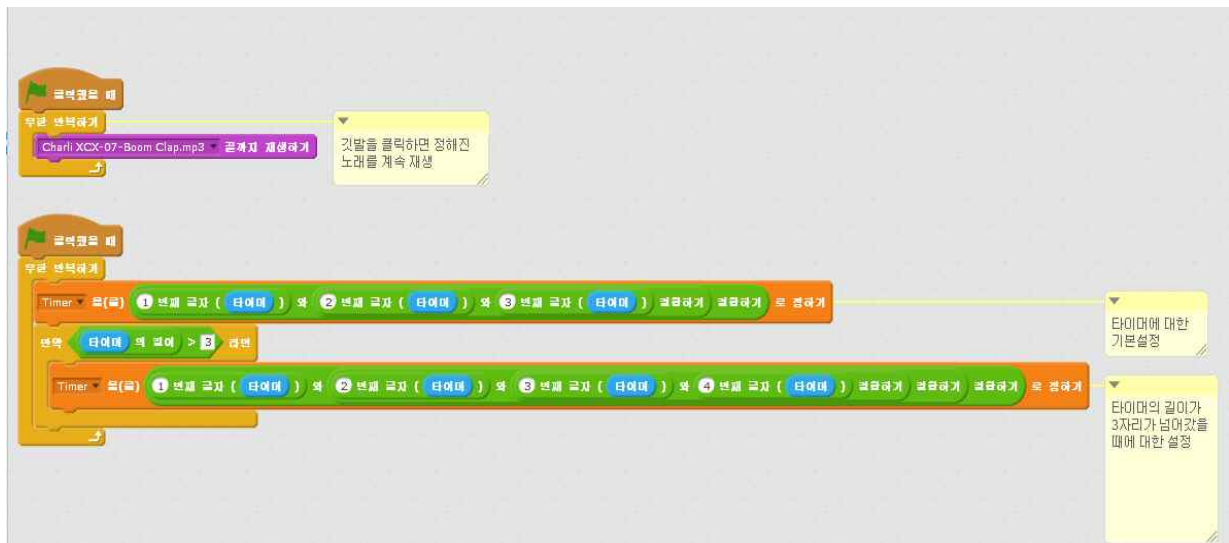 클릭했을 때
무한 반복하기
Charli XCX-07-Boom Clap.mp3 끝까지 재생하기
깃발을 클릭하면 정해진
노래를 계속 재생
클릭했을 때
무한 반복하기
Timer 을(를) 1 번째 글자 ( 타이머 ) 와 2 번째 글자 ( 타이머 ) 와 3 번째 글자 ( 타이머 ) 결합하기 결합하기 로 정하기
타이머에 대한
기본설정
만약 타이머 의 길이 > 3 라면
Timer 을(를) 1 번째 글자 ( 타이머 ) 와 2 번째 글자 ( 타이머 ) 와 3 번째 글자 ( 타이머 ) 와 4 번째 글자 ( 타이머 ) 결합하기 결합하기 결합하기 로 정하기
타이머의 길이가
3자리가 넘어갔을
때에 대한 설정